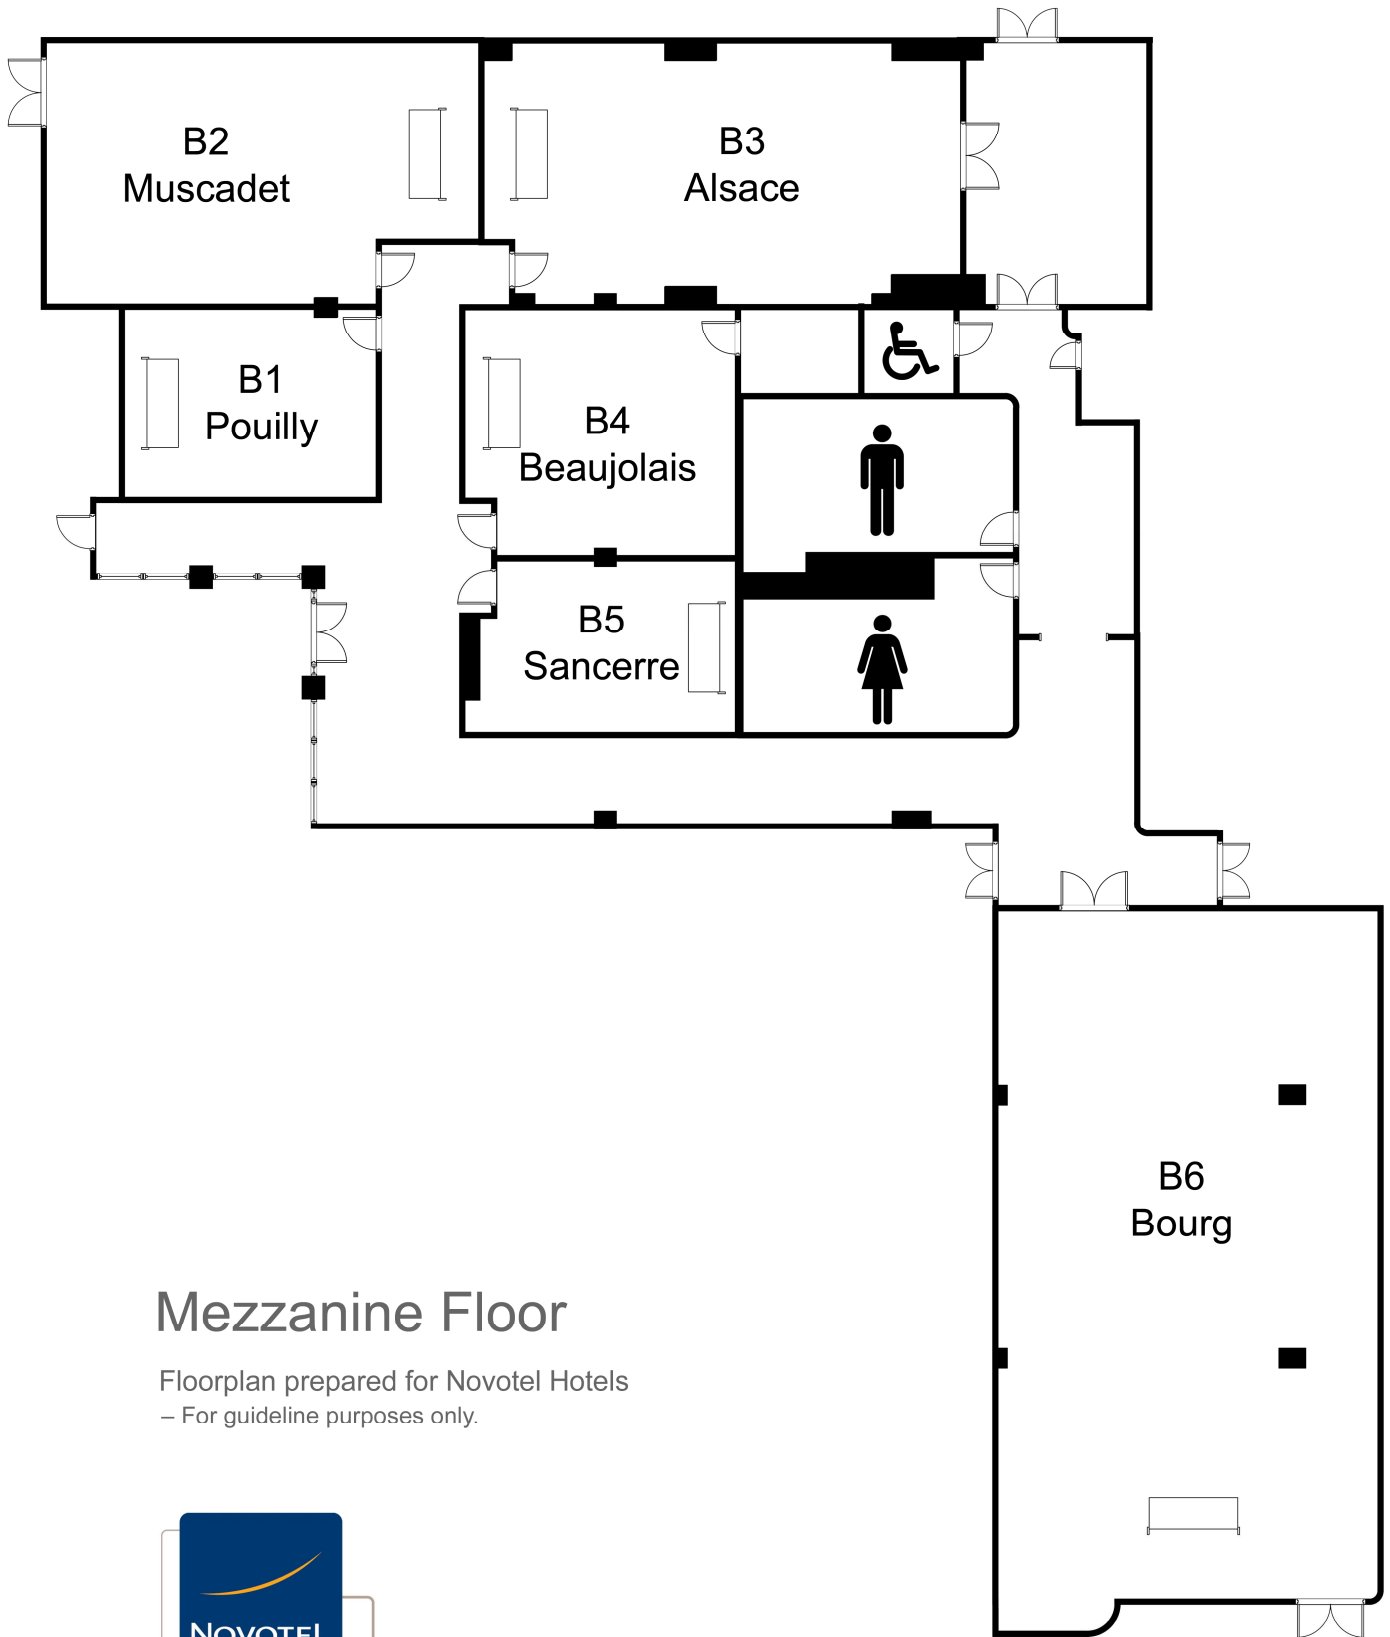 B2
Muscadet
B3
Alsace
B1
Pouilly
B4
Beaujolais
B5
Sancerre
B6
Bourg
Mezzanine Floor
Floorplan prepared for Novotel Hotels
– For guideline purposes only.
NOVOTEL